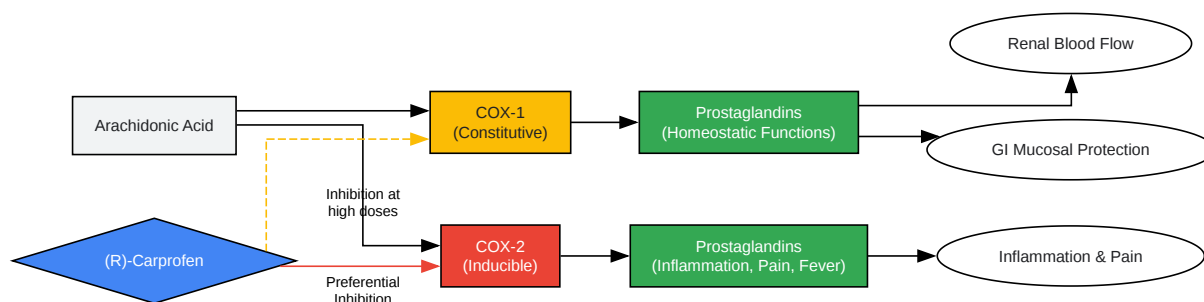 Renal Blood Flow
Arachidonic Acid
COX-1
(Constitutive)
Prostaglandins
(Homeostatic Functions)
GI Mucosal Protection
Inhibition at
high doses
(R)-Carprofen
COX-2
(Inducible)
Prostaglandins
(Inflammation, Pain, Fever)
Inflammation & Pain
Preferential
Inhibition